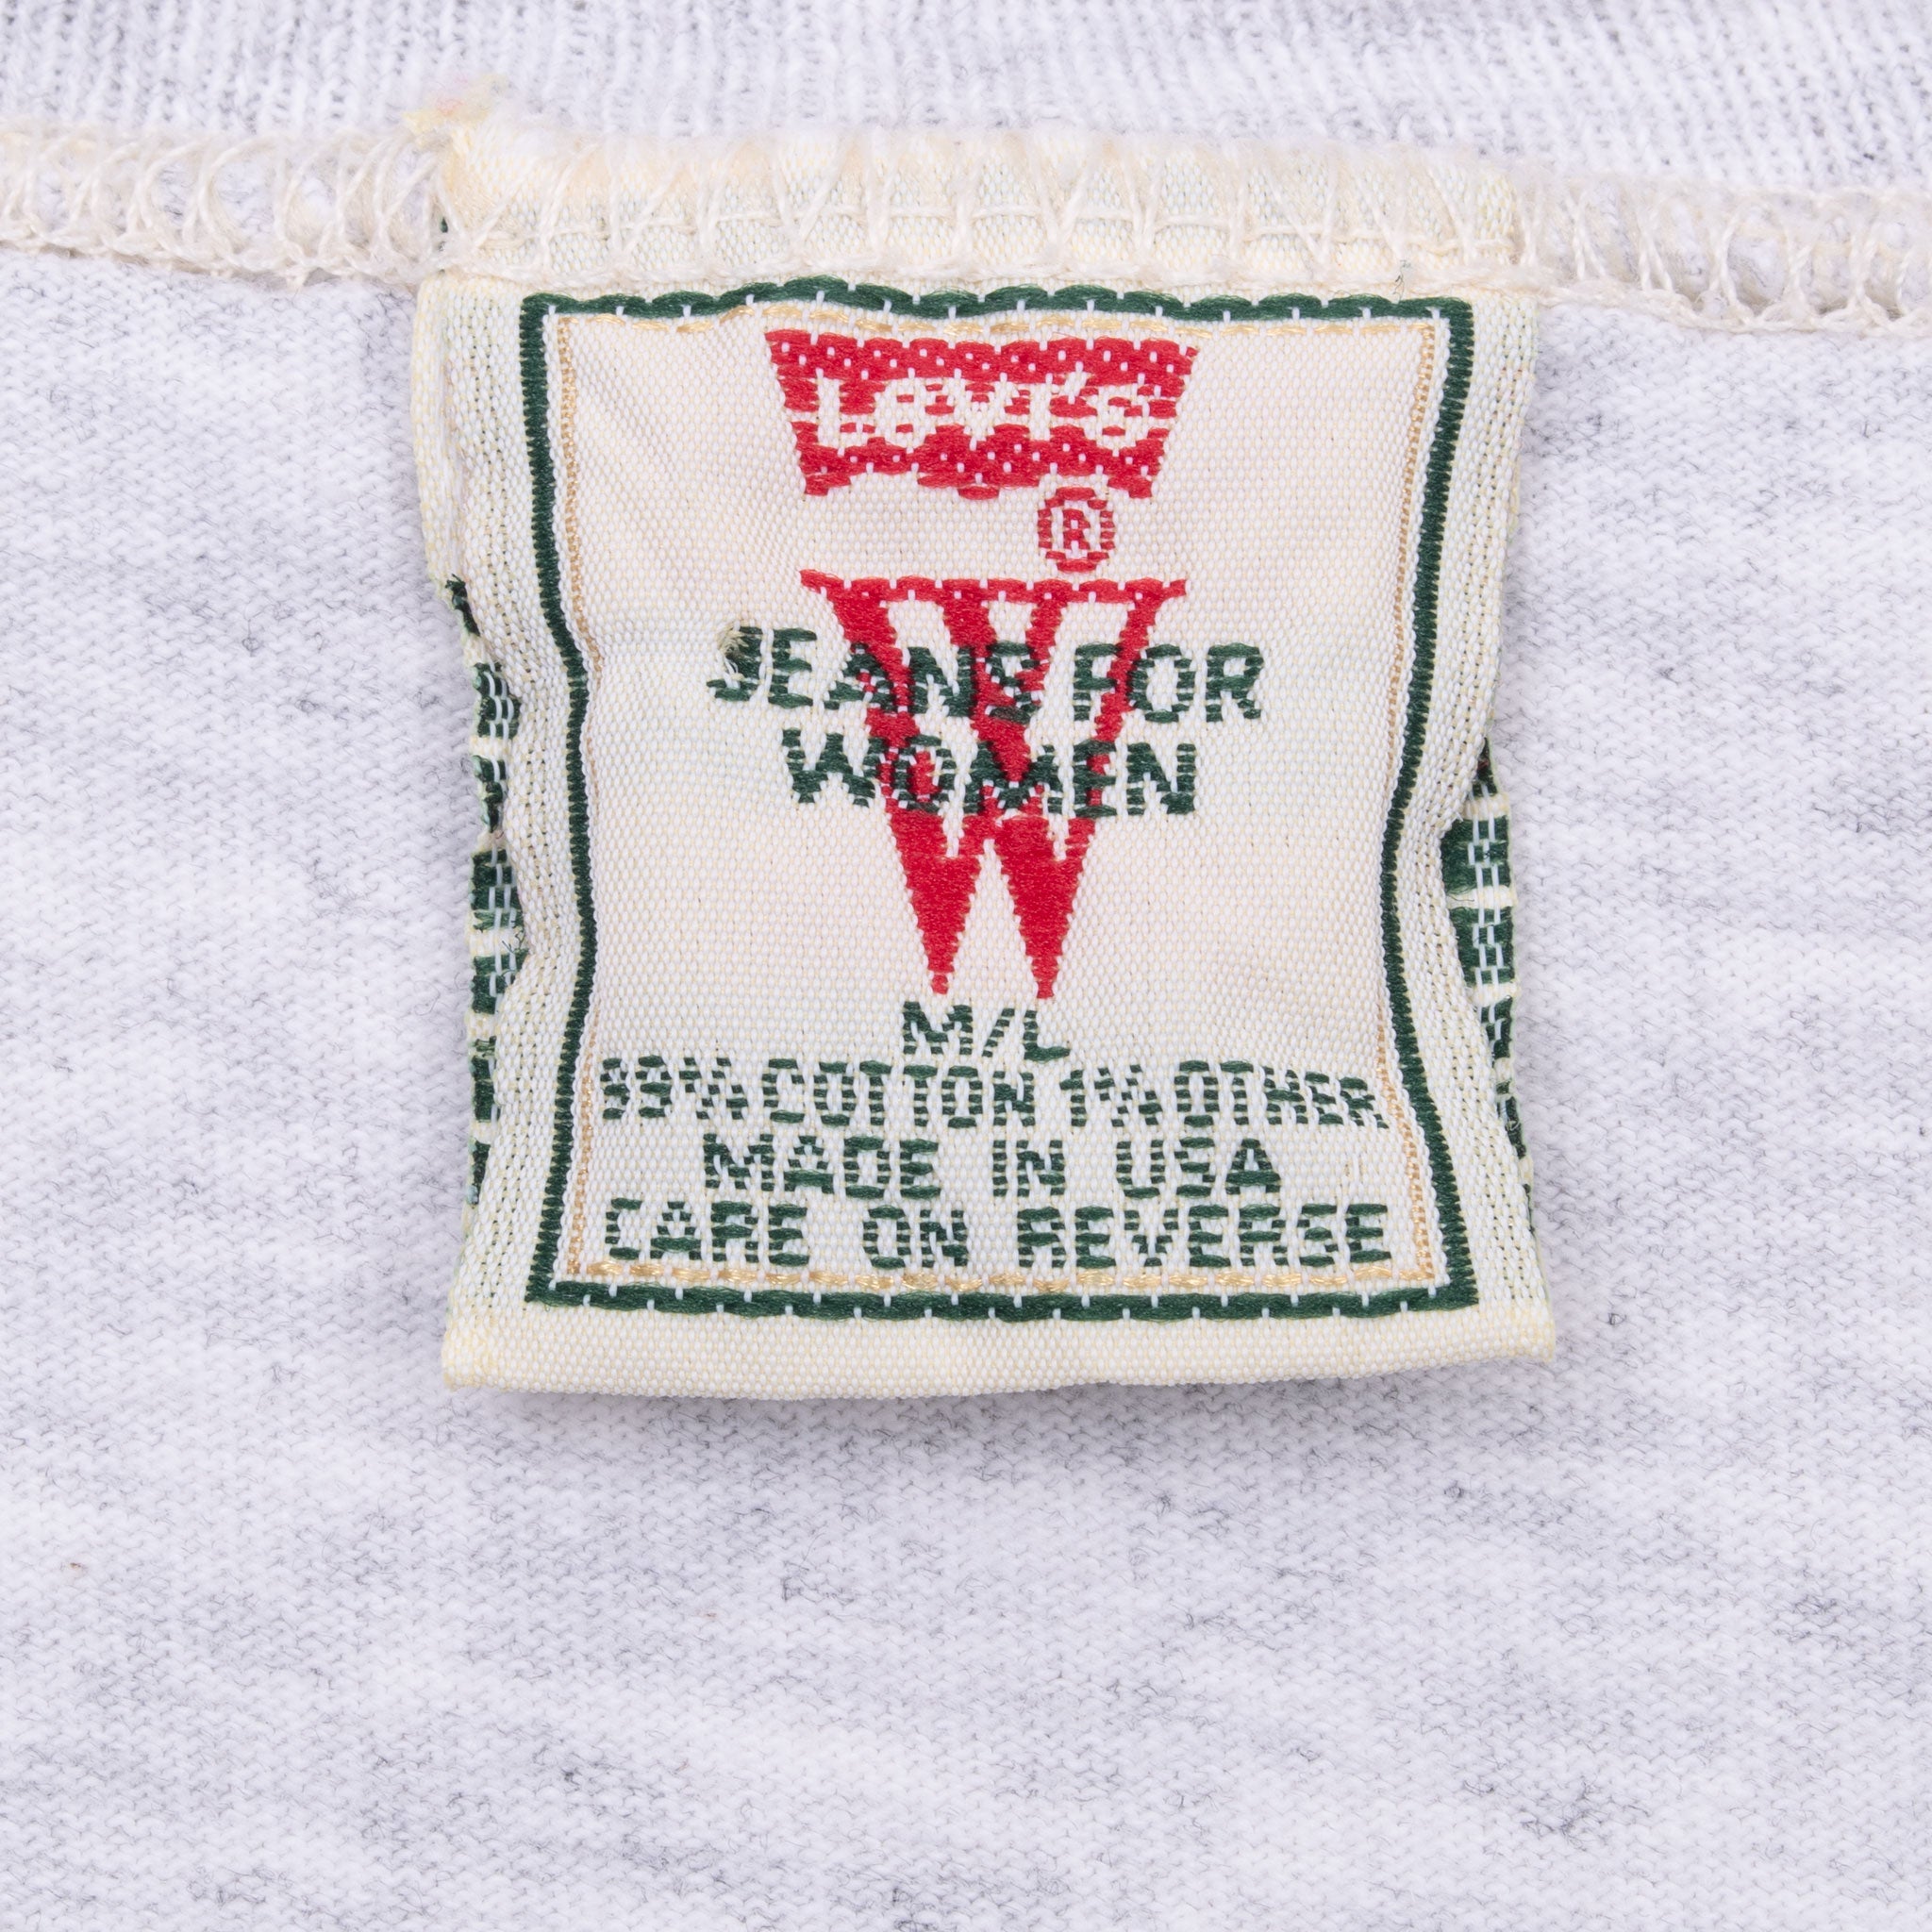 Levi's
®
W
JEANS FOR
WOMEN
M/L
99% COTTON 1% OTHER
MADE IN USA
CARE ON REVERSE